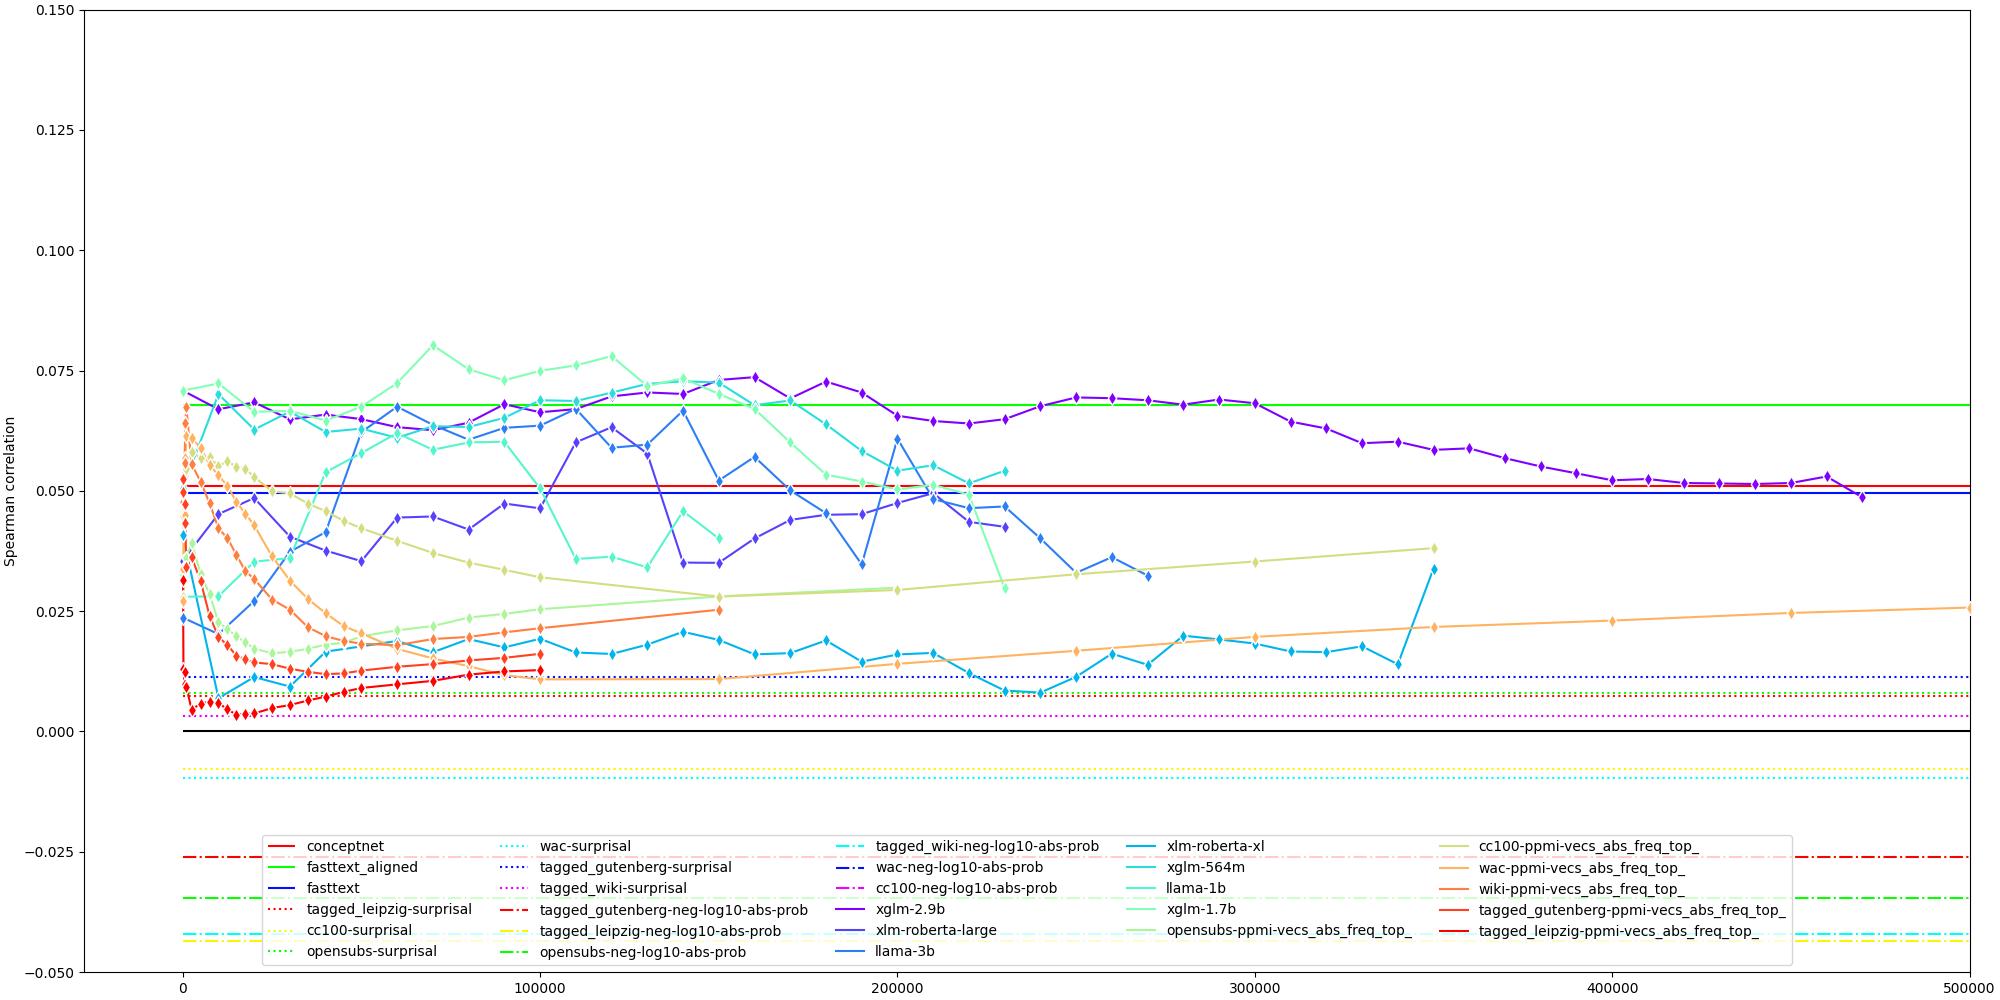 0.150
0.125
0.100
0.075
0.050
0.025
0.000
−0.025
−0.050
Spearman correlation
conceptnet
fasttext_aligned
fasttext
tagged_leipzig-surprisal
cc100-surprisal
opensubs-surprisal
wac-surprisal
tagged_gutenberg-surprisal
tagged_wiki-surprisal
tagged_gutenberg-neg-log10-abs-prob
tagged_leipzig-neg-log10-abs-prob
opensubs-neg-log10-abs-prob
tagged_wiki-neg-log10-abs-prob
wac-neg-log10-abs-prob
cc100-neg-log10-abs-prob
xglm-2.9b
xlm-roberta-large
llama-3b
xlm-roberta-xl
xglm-564m
llama-1b
xglm-1.7b
opensubs-ppmi-vecs_abs_freq_top_
cc100-ppmi-vecs_abs_freq_top_
wac-ppmi-vecs_abs_freq_top_
wiki-ppmi-vecs_abs_freq_top_
tagged_gutenberg-ppmi-vecs_abs_freq_top_
tagged_leipzig-ppmi-vecs_abs_freq_top_
0 100000 200000 300000 400000 500000